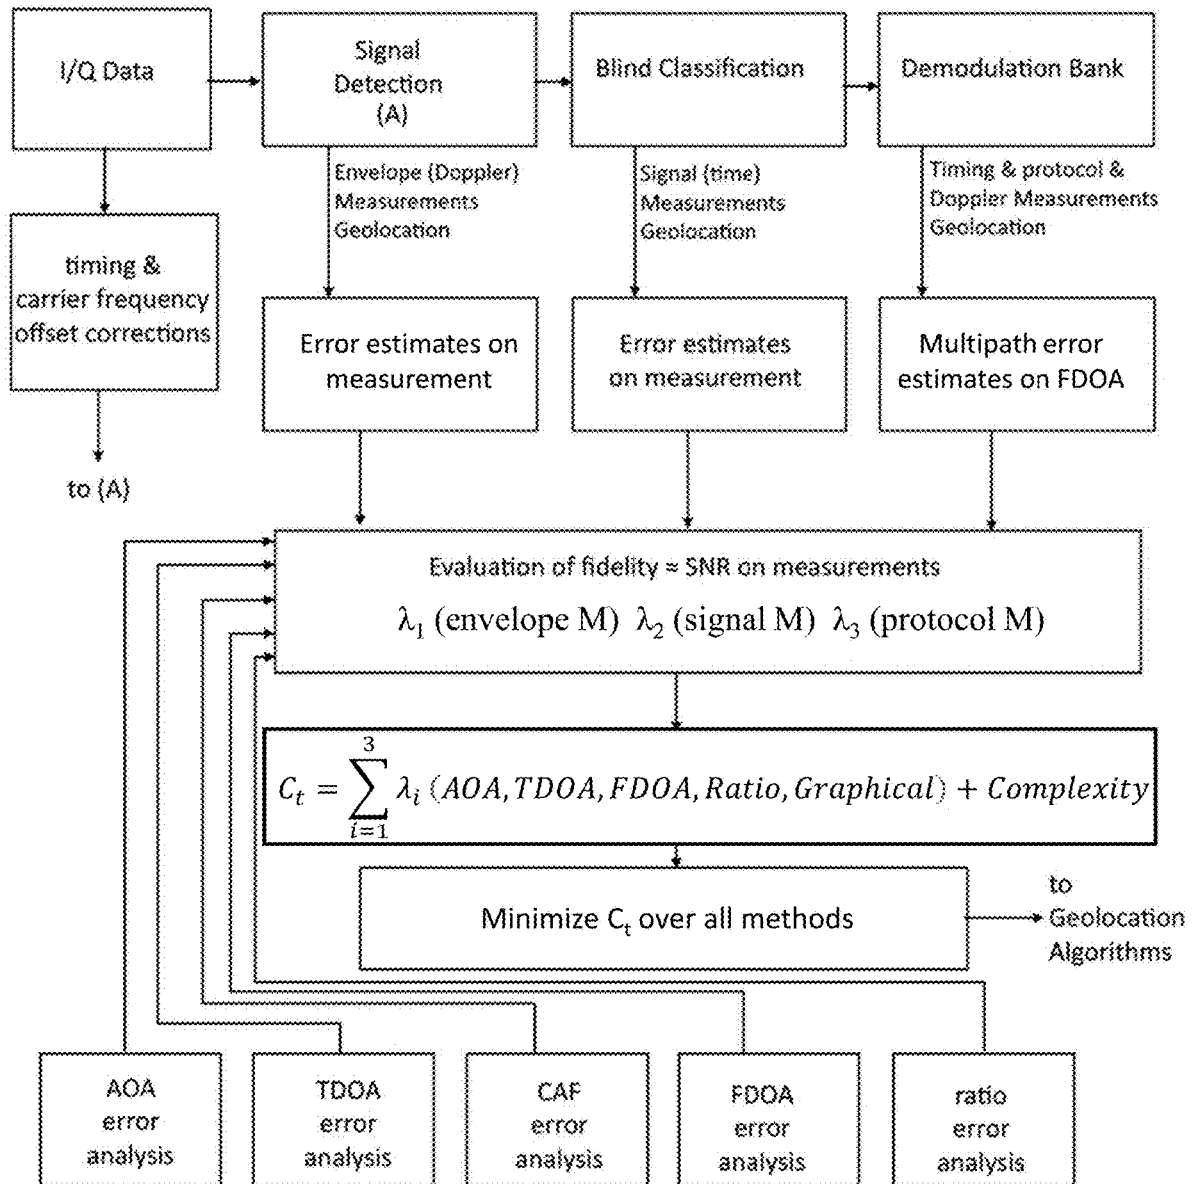 I/Q Data
Signal
Detection
(A)
Blind Classification
Demodulation Bank
Envelope (Doppler)
Measurements
Geolocation
Signal (time)
Measurements
Geolocation
Timing & protocol &
Doppler Measurements
Geolocation
timing &
carrier frequency
offset corrections
Error estimates on
measurement
Error estimates
on measurement
Multipath error
estimates on FDOA
to (A)
Evaluation of fidelity = SNR on measurements
λ₁ (envelope M) λ₂ (signal M) λ₃ (protocol M)
3
C_t = ∑ λ_i (AOA, TDOA, FDOA, Ratio, Graphical) + Complexity
i=1
Minimize C_t over all methods
to
Geolocation
Algorithms
AOA
error
analysis
TDOA
error
analysis
CAF
error
analysis
FDOA
error
analysis
ratio
error
analysis